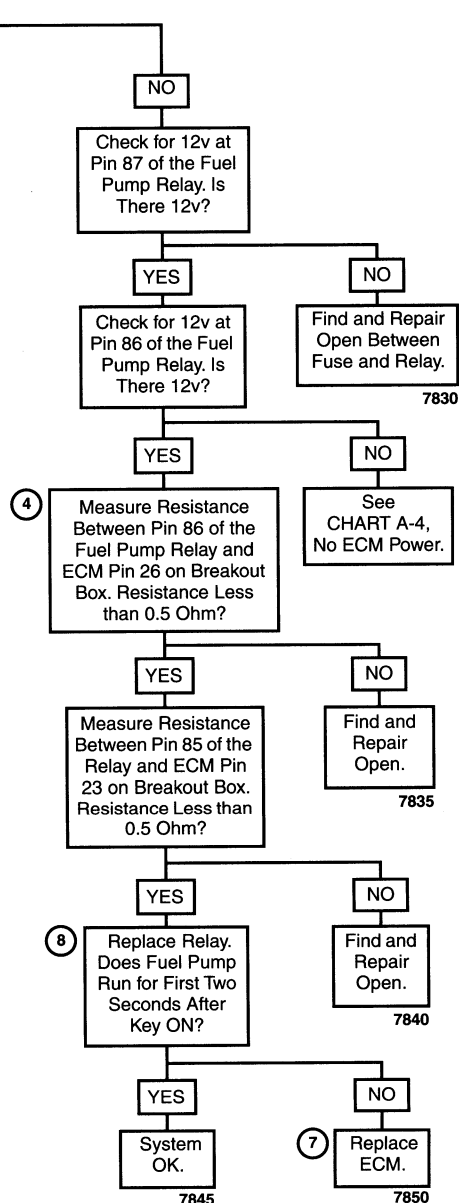 NO
Check for 12v at
Pin 87 of the Fuel
Pump Relay. Is
There 12v?
YES
NO
Check for 12v at
Pin 86 of the Fuel
Pump Relay. Is
There 12v?
Find and Repair
Open Between
Fuse and Relay.
7830
YES
NO
4
Measure Resistance
Between Pin 86 of the
Fuel Pump Relay and
ECM Pin 26 on Breakout
Box. Resistance Less
than 0.5 Ohm?
See
CHART A-4,
No ECM Power.
YES
NO
Measure Resistance
Between Pin 85 of the
Relay and ECM Pin
23 on Breakout Box.
Resistance Less than
0.5 Ohm?
Find and
Repair
Open.
7835
YES
NO
8
Replace Relay.
Does Fuel Pump
Run for First Two
Seconds After
Key ON?
Find and
Repair
Open.
7840
YES
NO
System
OK.
7845
7
Replace
ECM.
7850